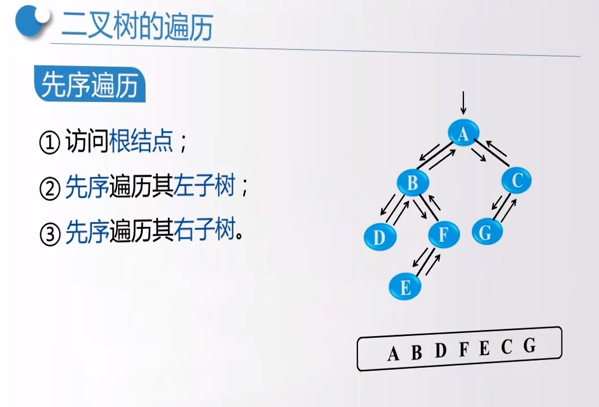 二叉树的遍历
先序遍历
① 访问根结点；
② 先序遍历其左子树；
③ 先序遍历其右子树。
A
B
C
D
F
G
E
A B D F E C G